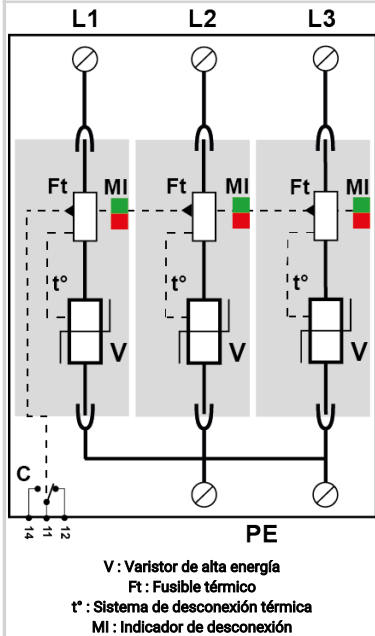 L1 L2 L3
Ft MI Ft MI Ft MI
t° t° t°
V V V
C
14 11 12
PE
V : Varistor de alta energía
Ft : Fusible térmico
t° : Sistema de desconexión térmica
MI : Indicador de desconexión